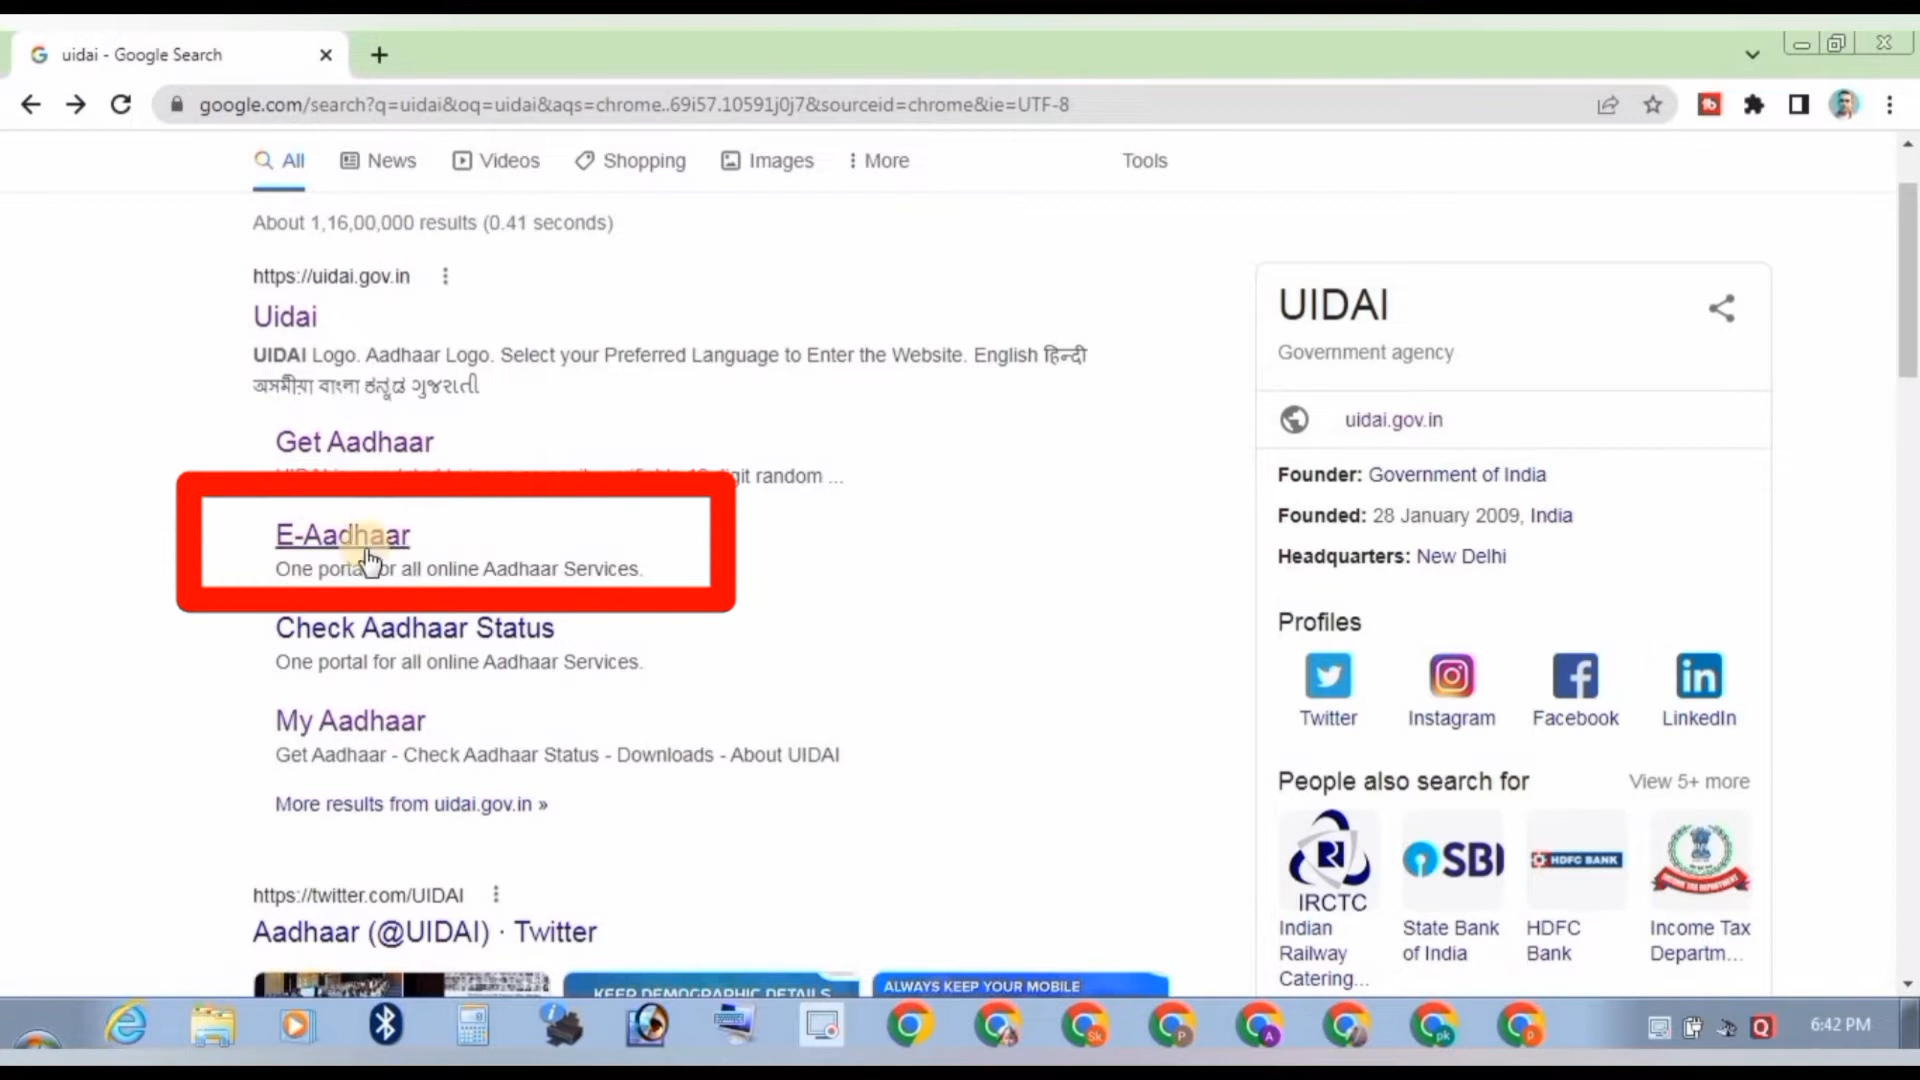 uidai - Google Search
google.com/search?q=uidai&oq=uidai&aqs=chrome..69i57.10591j0j7&sourceid=chrome&ie=UTF-8
All News Videos Shopping Images More Tools
About 1,16,00,000 results (0.41 seconds)
https://uidai.gov.in
Uidai
UIDAI Logo. Aadhaar Logo. Select your Preferred Language to Enter the Website. English हिन्दी
অসমীয়া বাংলা ಕನ್ನಡ ગુજરાતી
Get Aadhaar
random ...
E-Aadhaar
One portal for all online Aadhaar Services.
Check Aadhaar Status
One portal for all online Aadhaar Services.
My Aadhaar
Get Aadhaar - Check Aadhaar Status - Downloads - About UIDAI
More results from uidai.gov.in »
https://twitter.com/UIDAI
Aadhaar (@UIDAI) · Twitter
KEEP DEMOGRAPHIC DETAILS
ALWAYS KEEP YOUR MOBILE
UIDAI
Government agency
uidai.gov.in
Founder: Government of India
Founded: 28 January 2009, India
Headquarters: New Delhi
Profiles
Twitter Instagram Facebook LinkedIn
People also search for View 5+ more
IRCTC
SBI
HDFC BANK
Indian Railway Catering...
State Bank of India
HDFC Bank
Income Tax Departm...
6:42 PM